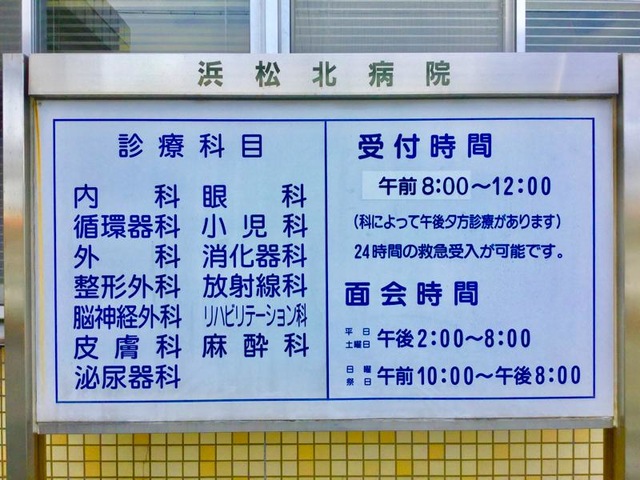 浜松北病院
診療科目
内科 眼科
循環器科 小児科
外科 消化器科
整形外科 放射線科
脳神経外科 リハビリテーション科
皮膚科 麻酔科
泌尿器科
受付時間
午前8:00～12:00
(科によって午後夕方診療があります)
24時間の救急受入が可能です。
面会時間
平日
土曜日 午後2:00～8:00
日曜
祭日 午前10:00～午後8:00